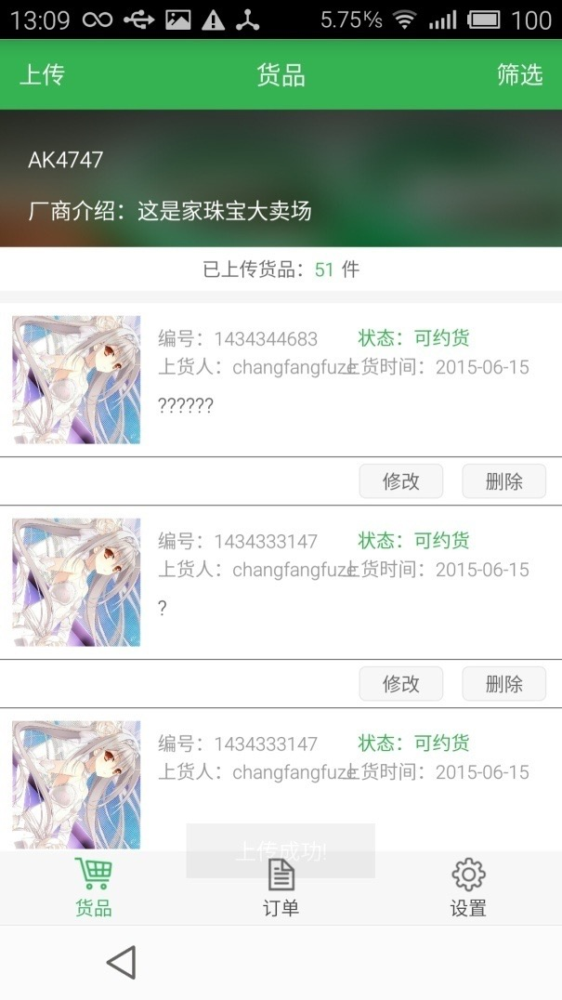 13:09 5.75K/s 100
上传 货品 筛选
AK4747
厂商介绍：这是家珠宝大卖场
已上传货品：51 件
编号：1434344683 状态：可约货
上货人：changfangfuze 上货时间：2015-06-15
??????
修改 删除
编号：1434333147 状态：可约货
上货人：changfangfuze 上货时间：2015-06-15
?
修改 删除
编号：1434333147 状态：可约货
上货人：changfangfuze 上货时间：2015-06-15
上传成功!
货品 订单 设置